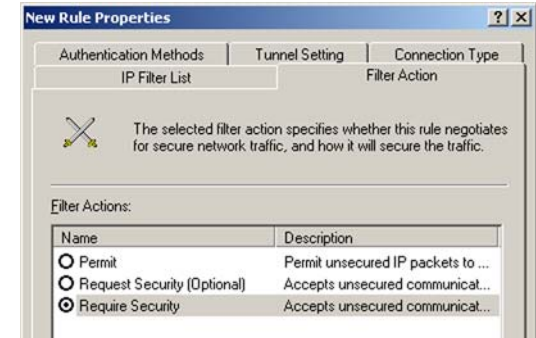 New Rule Properties
Authentication Methods Tunnel Setting Connection Type
IP Filter List Filter Action
The selected filter action specifies whether this rule negotiates
for secure network traffic, and how it will secure the traffic.
Filter Actions:
Name Description
Permit Permit unsecured IP packets to ...
Request Security (Optional) Accepts unsecured communicat...
Require Security Accepts unsecured communicat...